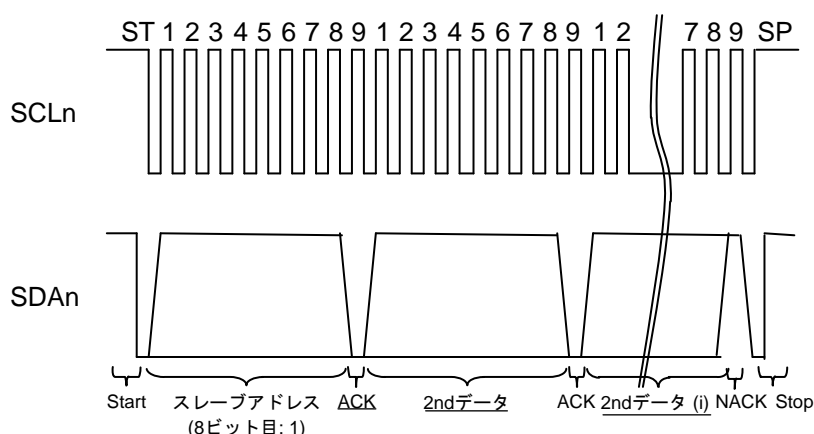 ST 1 2 3 4 5 6 7 8 9 1 2 3 4 5 6 7 8 9 1 2 7 8 9 SP
SCLn
SDAn
Start スレーブアドレス ACK 2ndデータ ACK 2ndデータ (i) NACK Stop
(8ビット目: 1)